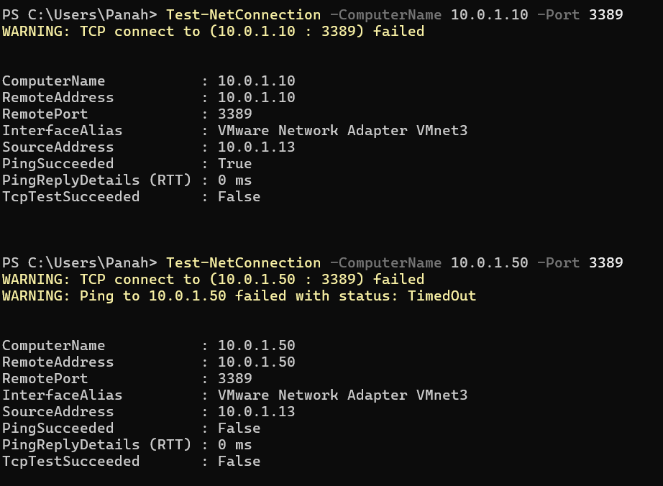 PS C:\Users\Panah> Test-NetConnection -ComputerName 10.0.1.10 -Port 3389
WARNING: TCP connect to (10.0.1.10 : 3389) failed
ComputerName            : 10.0.1.10
RemoteAddress           : 10.0.1.10
RemotePort              : 3389
InterfaceAlias          : VMware Network Adapter VMnet3
SourceAddress           : 10.0.1.13
PingSucceeded           : True
PingReplyDetails (RTT) : 0 ms
TcpTestSucceeded        : False
PS C:\Users\Panah> Test-NetConnection -ComputerName 10.0.1.50 -Port 3389
WARNING: TCP connect to (10.0.1.50 : 3389) failed
WARNING: Ping to 10.0.1.50 failed with status: TimedOut
ComputerName            : 10.0.1.50
RemoteAddress           : 10.0.1.50
RemotePort              : 3389
InterfaceAlias          : VMware Network Adapter VMnet3
SourceAddress           : 10.0.1.13
PingSucceeded           : False
PingReplyDetails (RTT) : 0 ms
TcpTestSucceeded        : False